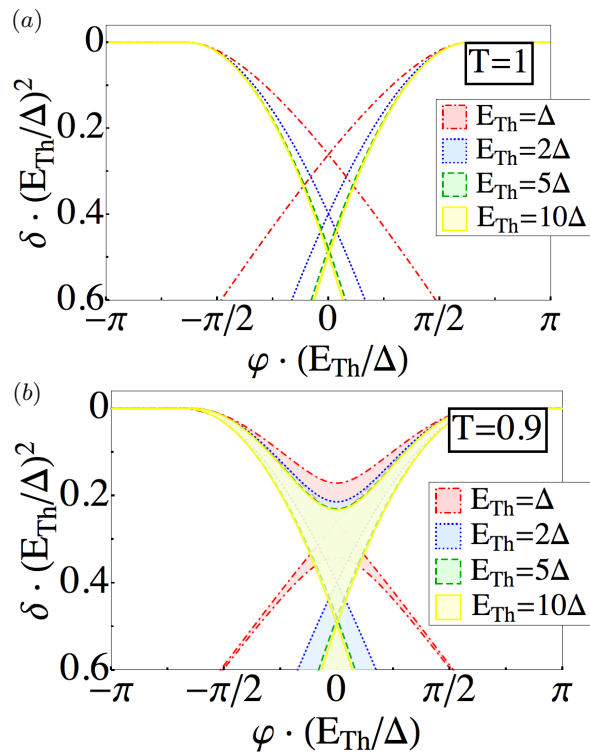 (a)
0
0.2
0.4
0.6
δ · (E_Th/Δ)²
T=1
E_Th=Δ
E_Th=2Δ
E_Th=5Δ
E_Th=10Δ
−π −π/2 0 π/2 π
φ · (E_Th/Δ)
(b)
0
0.2
0.4
0.6
δ · (E_Th/Δ)²
T=0.9
E_Th=Δ
E_Th=2Δ
E_Th=5Δ
E_Th=10Δ
−π −π/2 0 π/2 π
φ · (E_Th/Δ)